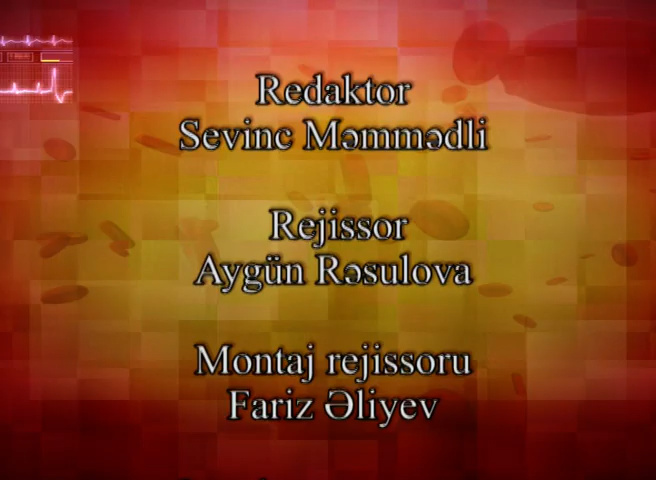 Redaktor
Sevinc Məmmədli
Rejissor
Aygün Rəsulova
Montaj rejissoru
Fariz Əliyev